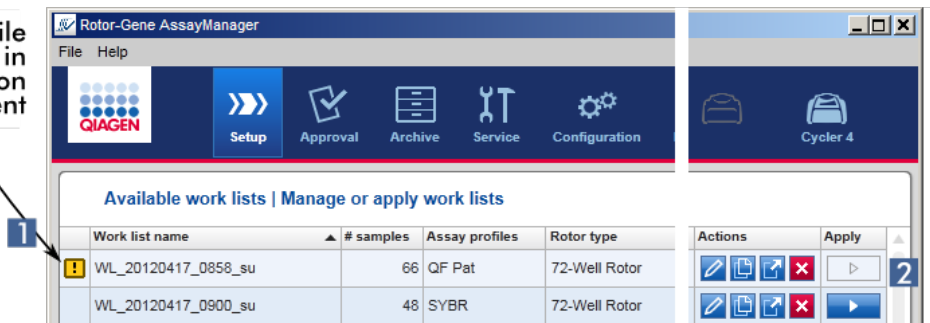 Rotor-Gene AssayManager
ile
in
on
ent
File Help
QIAGEN
Setup Approval Archive Service Configuration Cycler 4
Available work lists | Manage or apply work lists
1
Work list name # samples Assay profiles Rotor type Actions Apply
! WL_20120417_0858_su 66 QF Pat 72-Well Rotor
2
WL_20120417_0900_su 48 SYBR 72-Well Rotor